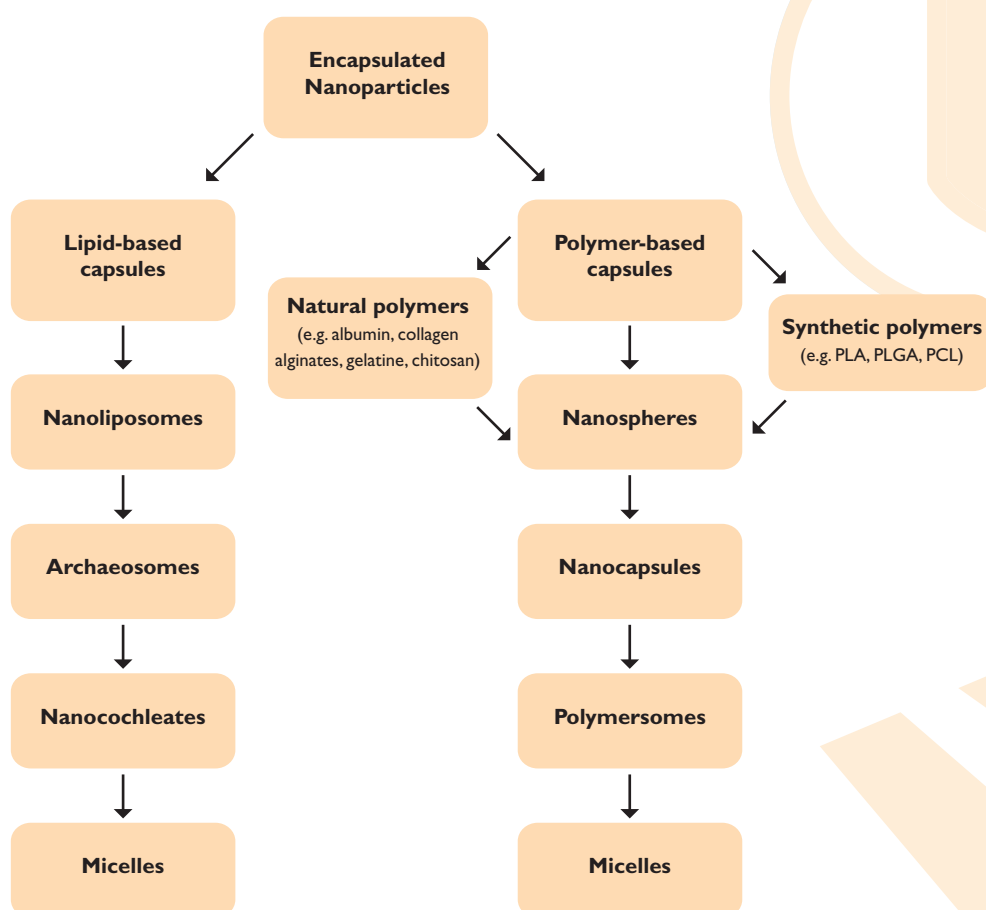 Encapsulated
Nanoparticles
Lipid-based
capsules
Polymer-based
capsules
Natural polymers
(e.g. albumin, collagen
alginates, gelatine, chitosan)
Synthetic polymers
(e.g. PLA, PLGA, PCL)
Nanoliposomes
Nanospheres
Archaeosomes
Nanocapsules
Nanocochleates
Polymersomes
Micelles
Micelles